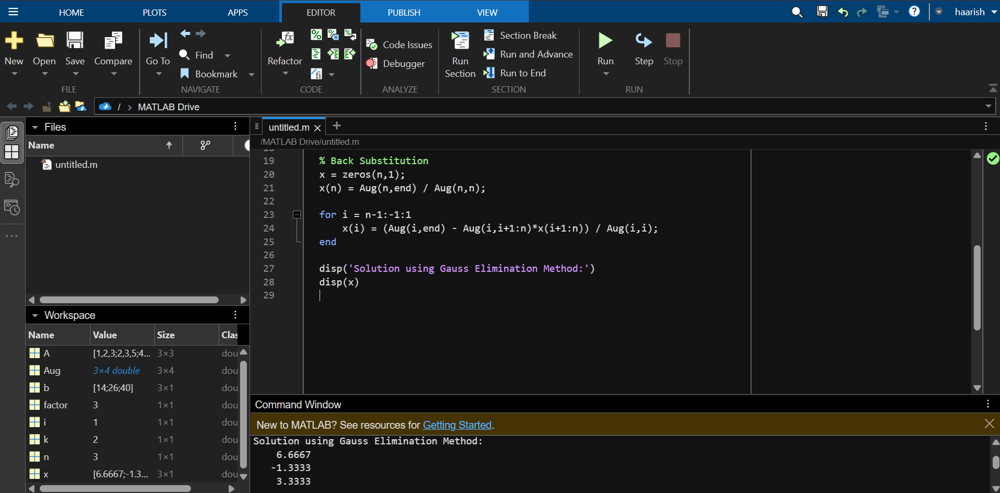 HOME PLOTS APPS EDITOR PUBLISH VIEW haarish
New Open Save Compare
FILE
Go To Find Bookmark
NAVIGATE
Refactor
CODE
Code Issues
Debugger
ANALYZE
Run Section
Section Break
Run and Advance
Run to End
SECTION
Run Step Stop
RUN
/ > MATLAB Drive
Files
Name
untitled.m
Workspace
Name Value Size Clas
A [1,2,3;2,3,5;4... 3×3 dou
Aug 3×4 double 3×4 dou
b [14;26;40] 3×1 dou
factor 3 1×1 dou
i 1 1×1 dou
k 2 1×1 dou
n 3 1×1 dou
x [6.6667;-1.3... 3×1 dou
untitled.m
/MATLAB Drive/untitled.m
19 % Back Substitution
20 x = zeros(n,1);
21 x(n) = Aug(n,end) / Aug(n,n);
22
23 for i = n-1:-1:1
24 x(i) = (Aug(i,end) - Aug(i,i+1:n)*x(i+1:n)) / Aug(i,i);
25 end
26
27 disp('Solution using Gauss Elimination Method:')
28 disp(x)
29
Command Window
New to MATLAB? See resources for Getting Started.
Solution using Gauss Elimination Method:
6.6667
-1.3333
3.3333